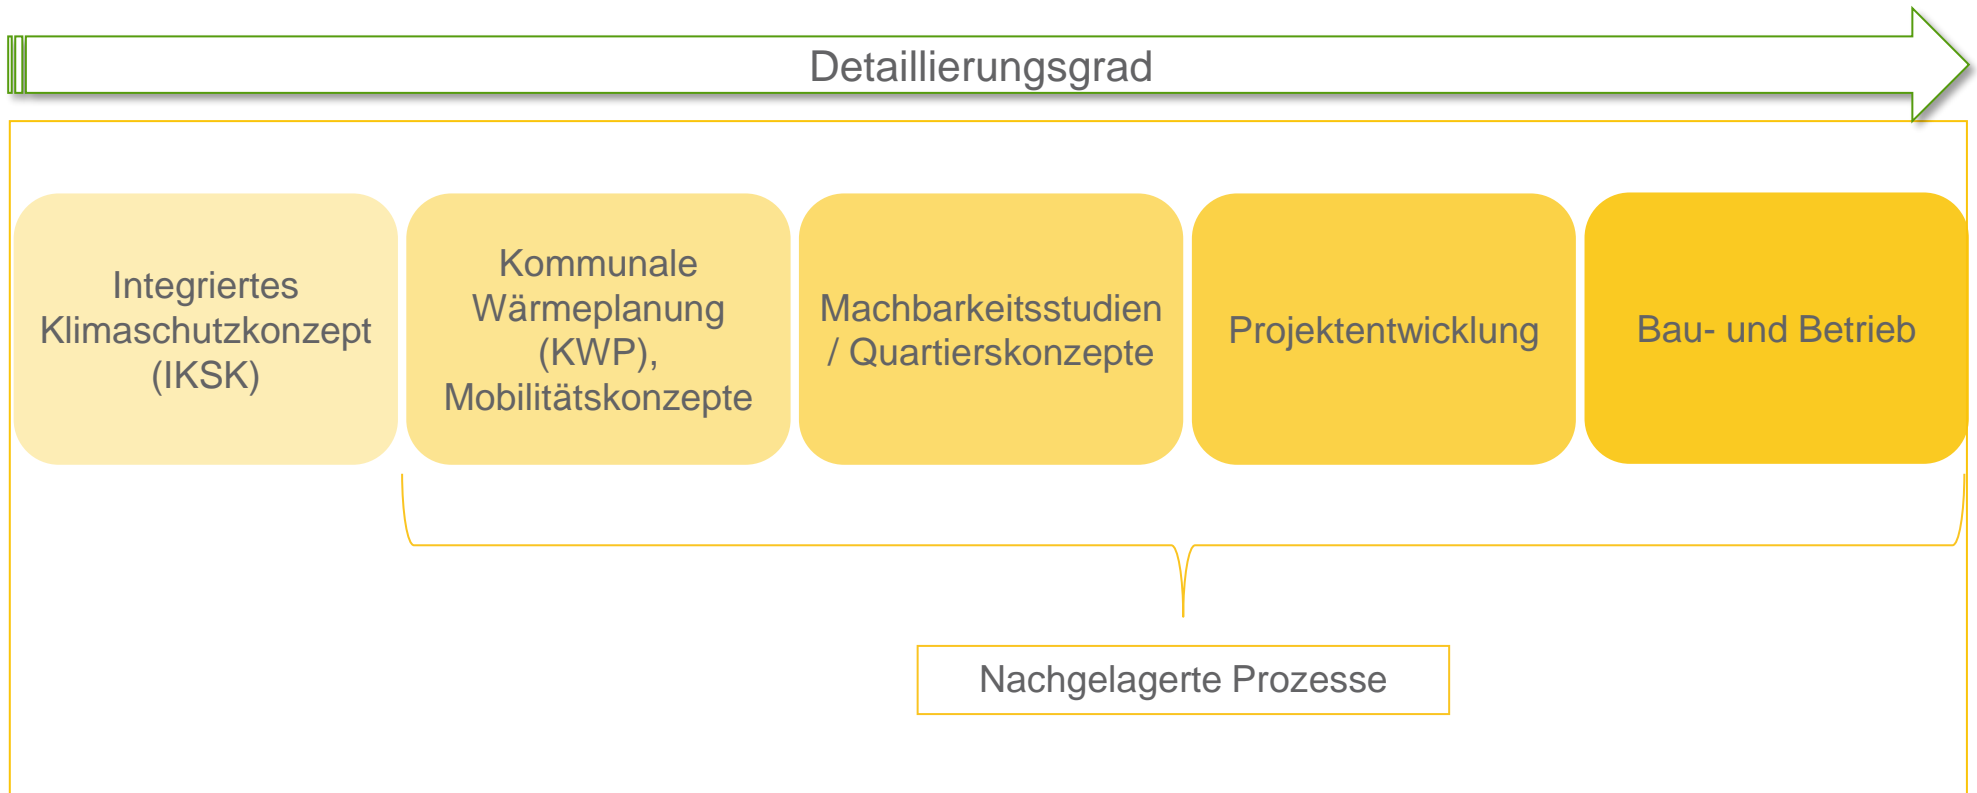 Detaillierungsgrad
Integriertes
Klimaschutzkonzept
(IKSK)
Kommunale
Wärmeplanung
(KWP),
Mobilitätskonzepte
Machbarkeitsstudien
/ Quartierskonzepte
Projektentwicklung
Bau- und Betrieb
Nachgelagerte Prozesse